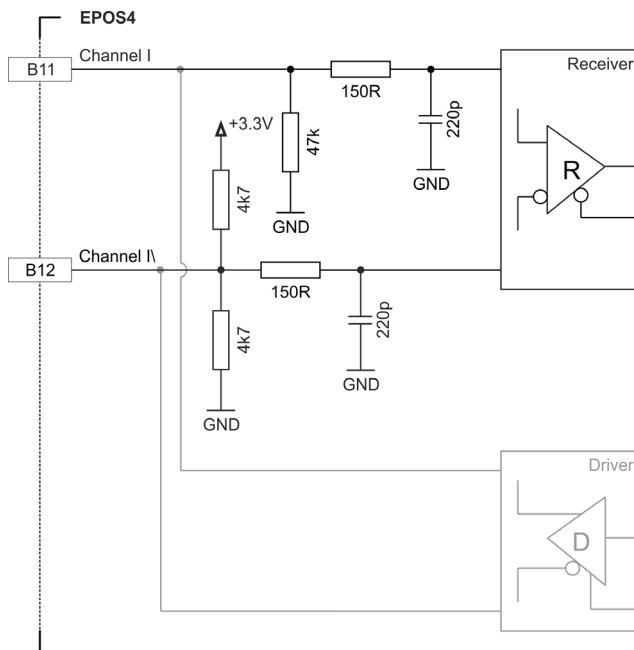 EPOS4
Channel I
B11
Receiver
150R
+3.3V
47k
220p
R
4k7
GND
GND
Channel I\
B12
150R
4k7
220p
GND
GND
Driver
D